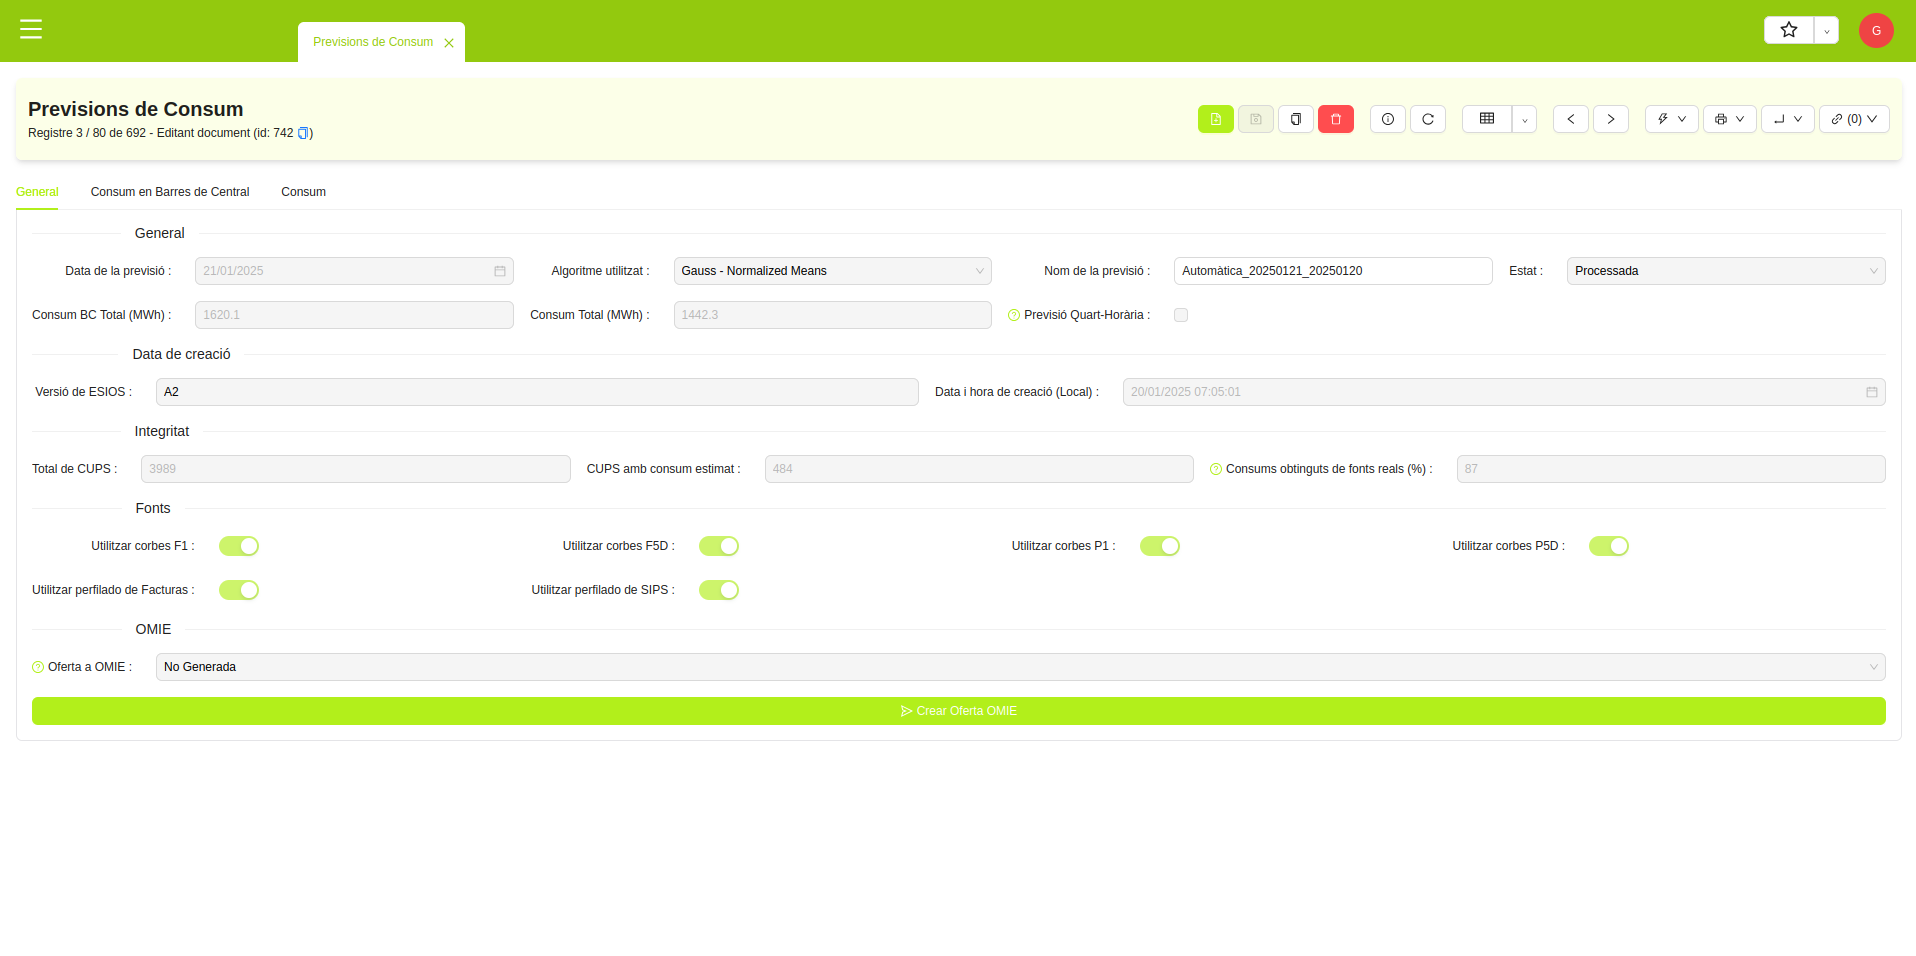 Previsions de Consum
G
Previsions de Consum
Registre 3 / 80 de 692 - Editant document (id: 742 )
(0)
General Consum en Barres de Central Consum
General
Data de la previsió : 21/01/2025 Algoritme utilitzat : Gauss - Normalized Means Nom de la previsió : Automàtica_20250121_20250120 Estat : Processada
Consum BC Total (MWh) : 1620.1 Consum Total (MWh) : 1442.3 Previsió Quart-Horària :
Data de creació
Versió de ESIOS : A2 Data i hora de creació (Local) : 20/01/2025 07:05:01
Integritat
Total de CUPS : 3989 CUPS amb consum estimat : 484 Consums obtinguts de fonts reals (%) : 87
Fonts
Utilitzar corbes F1 : Utilitzar corbes F5D : Utilitzar corbes P1 : Utilitzar corbes P5D :
Utilitzar perfilado de Facturas : Utilitzar perfilado de SIPS :
OMIE
Oferta a OMIE : No Generada
Crear Oferta OMIE